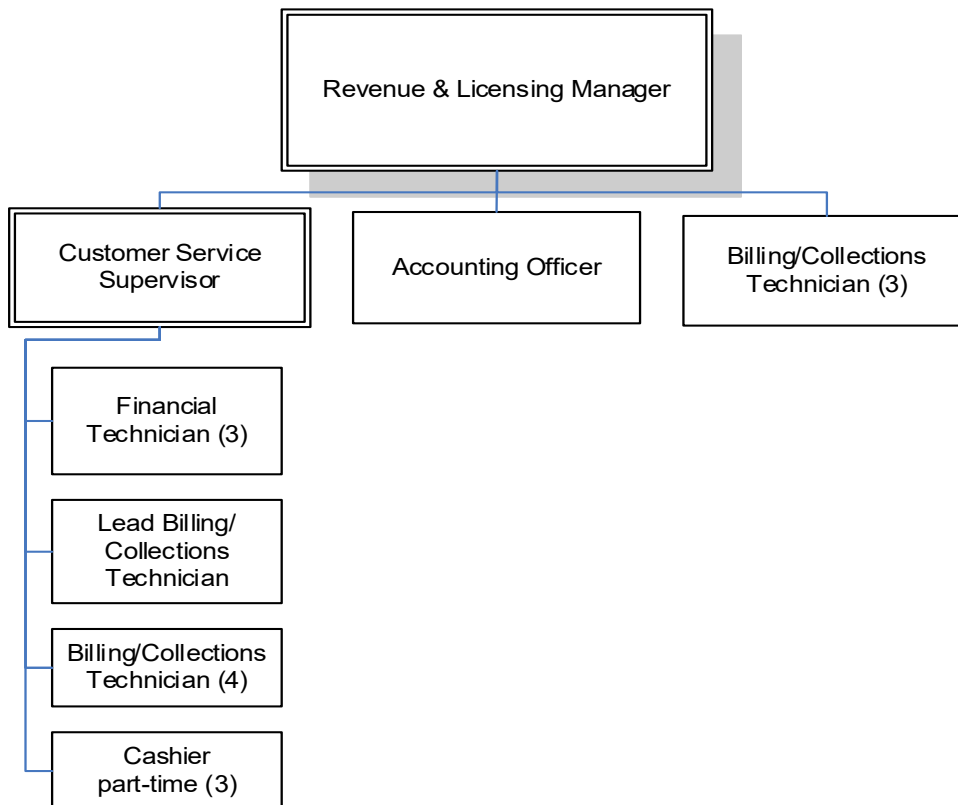 Revenue & Licensing Manager
Customer Service
Supervisor
Accounting Officer
Billing/Collections
Technician (3)
Financial
Technician (3)
Lead Billing/
Collections
Technician
Billing/Collections
Technician (4)
Cashier
part-time (3)